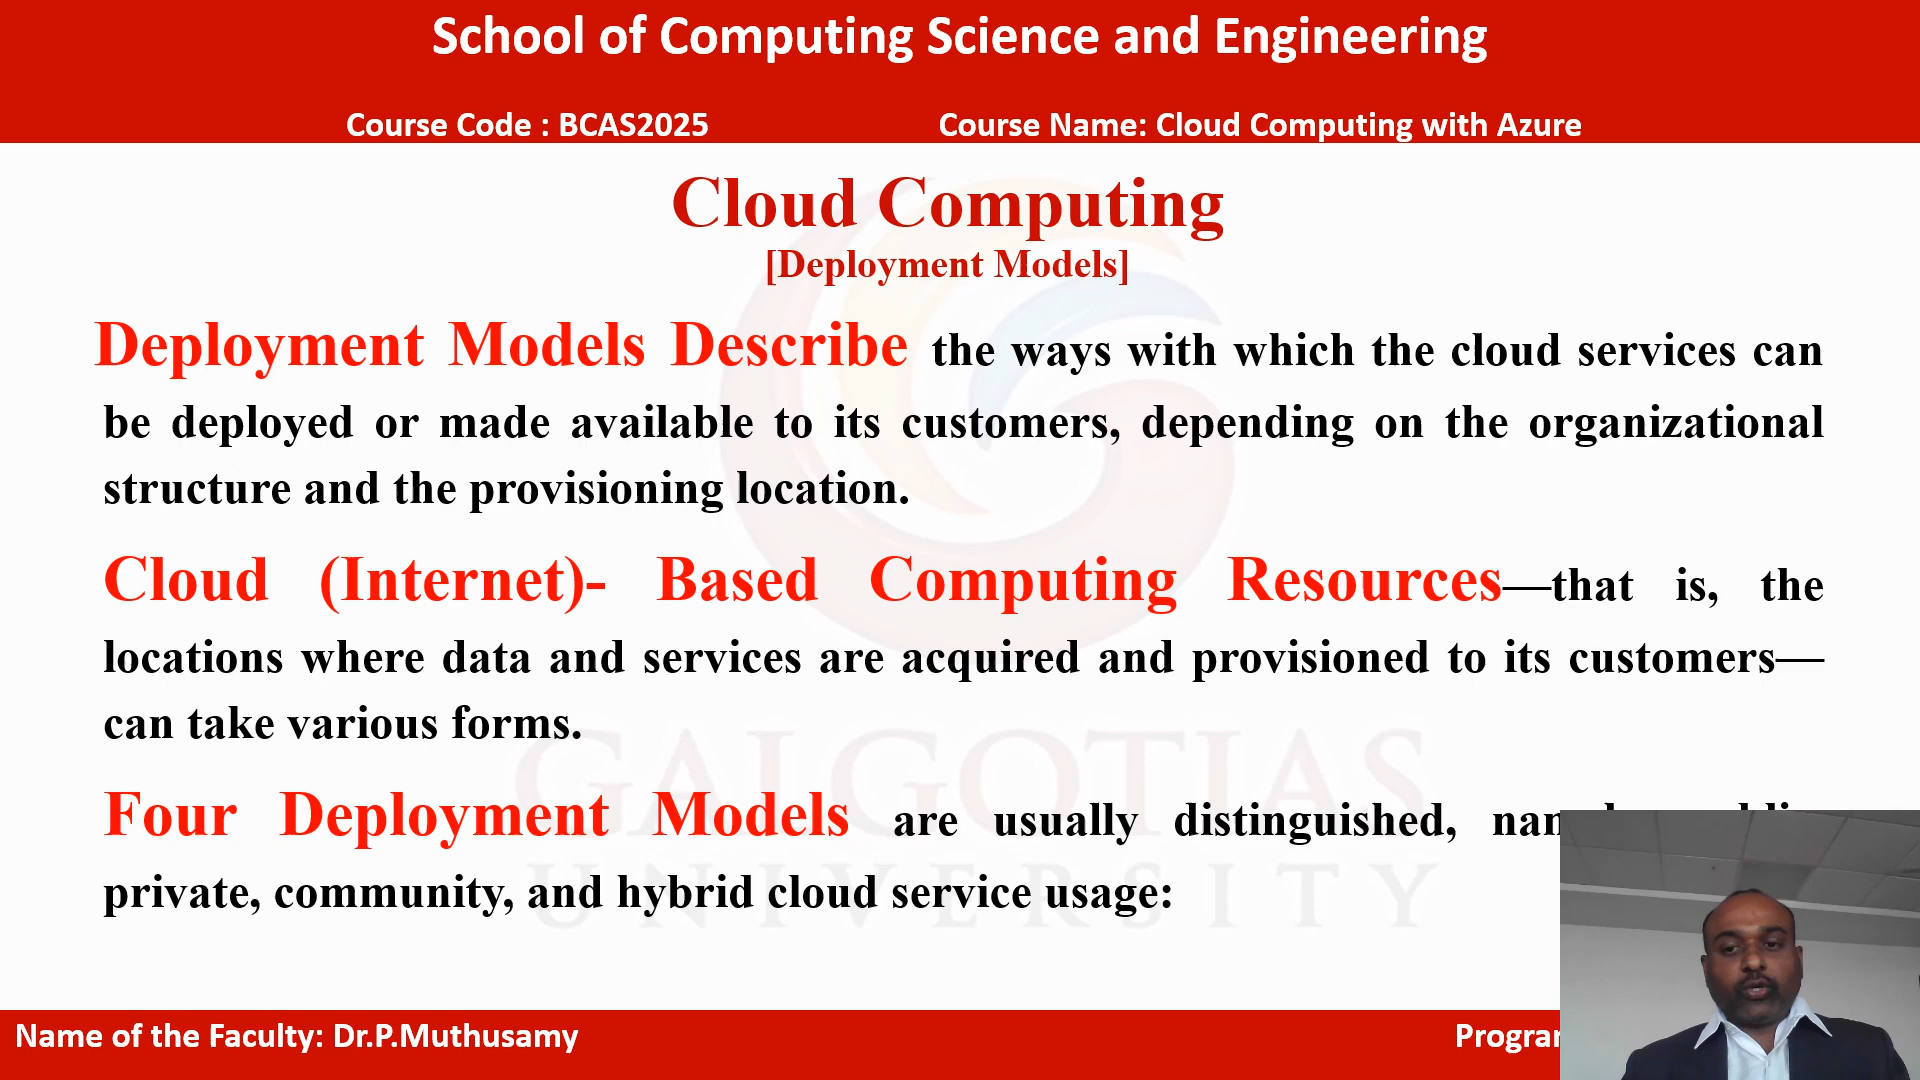 School of Computing Science and Engineering
Course Code : BCAS2025 Course Name: Cloud Computing with Azure
Cloud Computing
[Deployment Models]
Deployment Models Describe the ways with which the cloud services can
be deployed or made available to its customers, depending on the organizational
structure and the provisioning location.
Cloud (Internet)- Based Computing Resources—that is, the
locations where data and services are acquired and provisioned to its customers—
can take various forms.
Four Deployment Models are usually distinguished,
private, community, and hybrid cloud service usage:
GALGOTIAS
UNIVERSITY
Name of the Faculty: Dr.P.Muthusamy